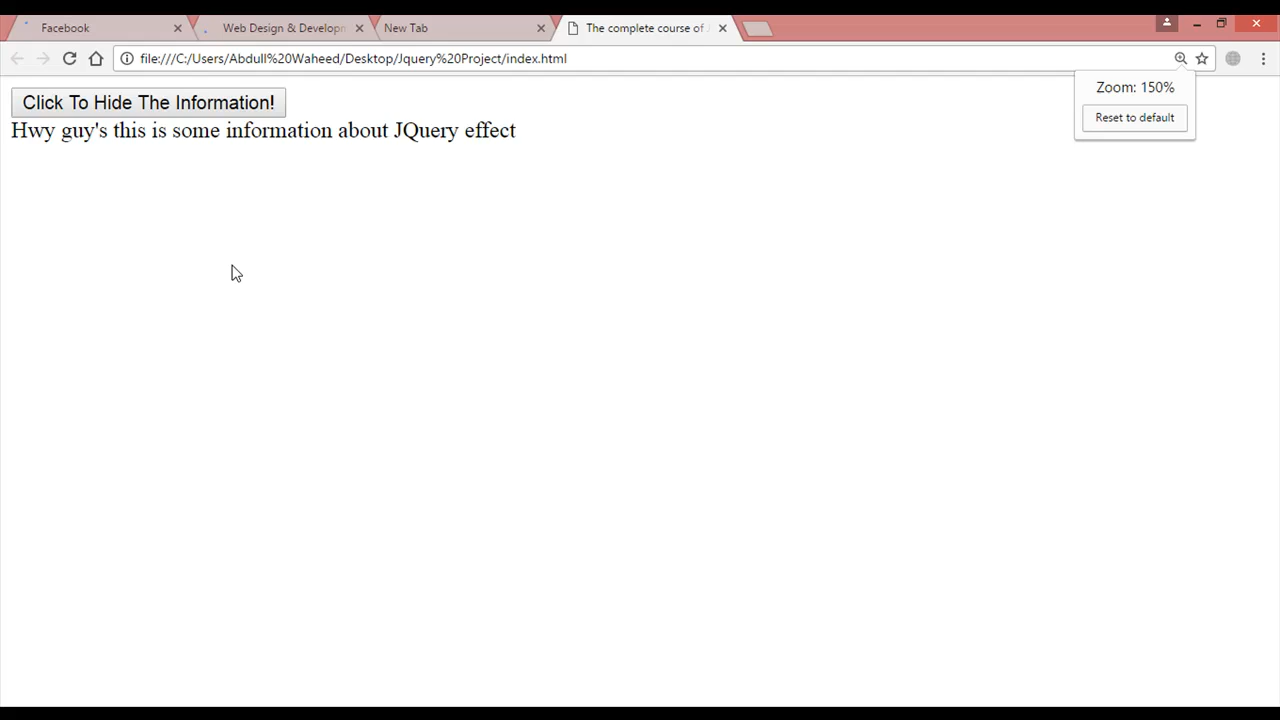 Facebook
Web Design & Developm
New Tab
The complete course of J
file:///C:/Users/Abdull%20Waheed/Desktop/Jquery%20Project/index.html
Zoom: 150%
Reset to default
Click To Hide The Information!
Hwy guy's this is some information about JQuery effect